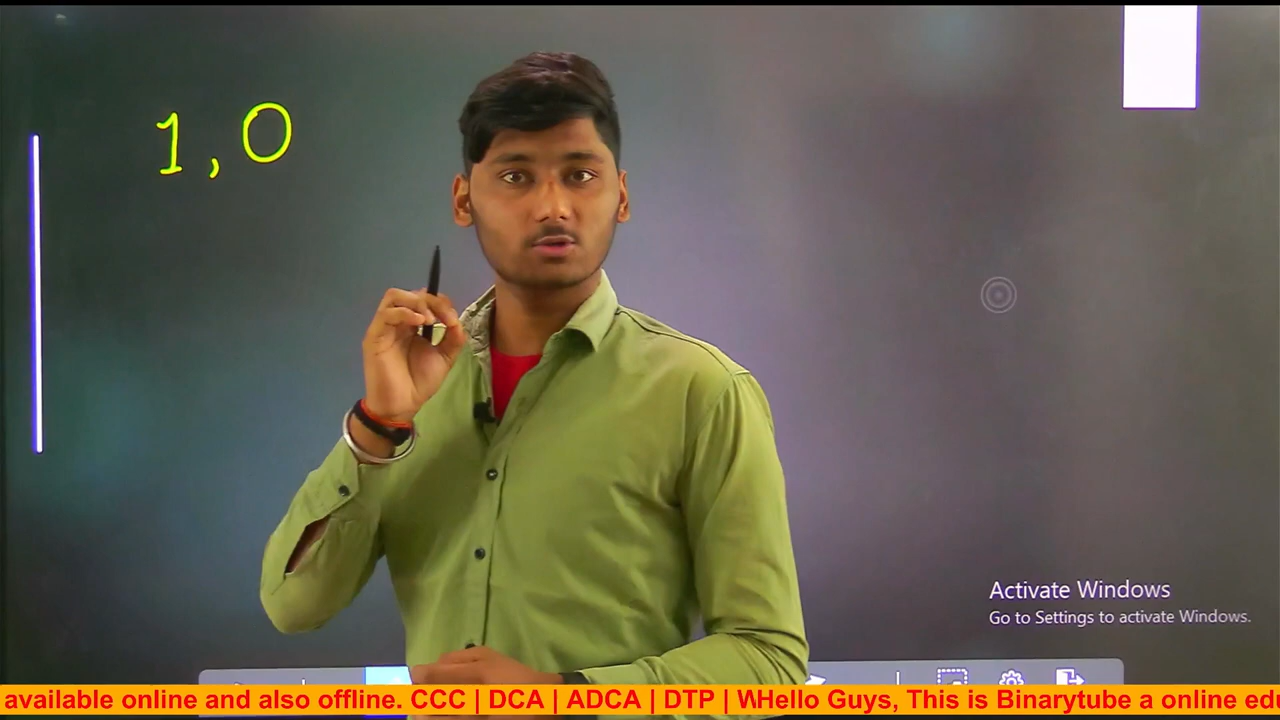 1, 0
Activate Windows
Go to Settings to activate Windows.
available online and also offline. CCC | DCA | ADCA | DTP | WHello Guys, This is Binarytube a online edu